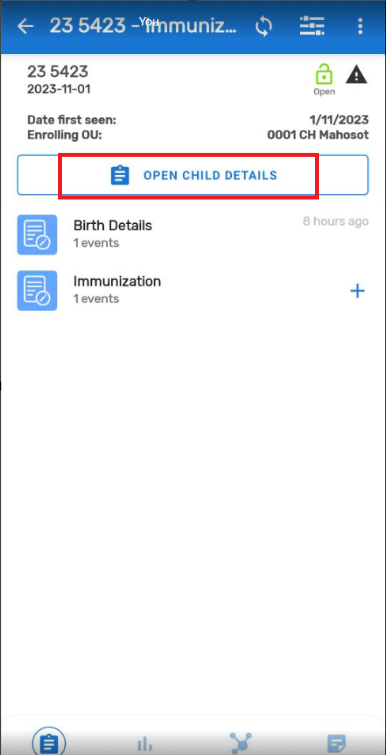 23 5423 - Immuniz...
You
23 5423
2023-11-01
Open
Date first seen: 1/11/2023
Enrolling OU: 0001 CH Mahosot
OPEN CHILD DETAILS
Birth Details 8 hours ago
1 events
Immunization
1 events